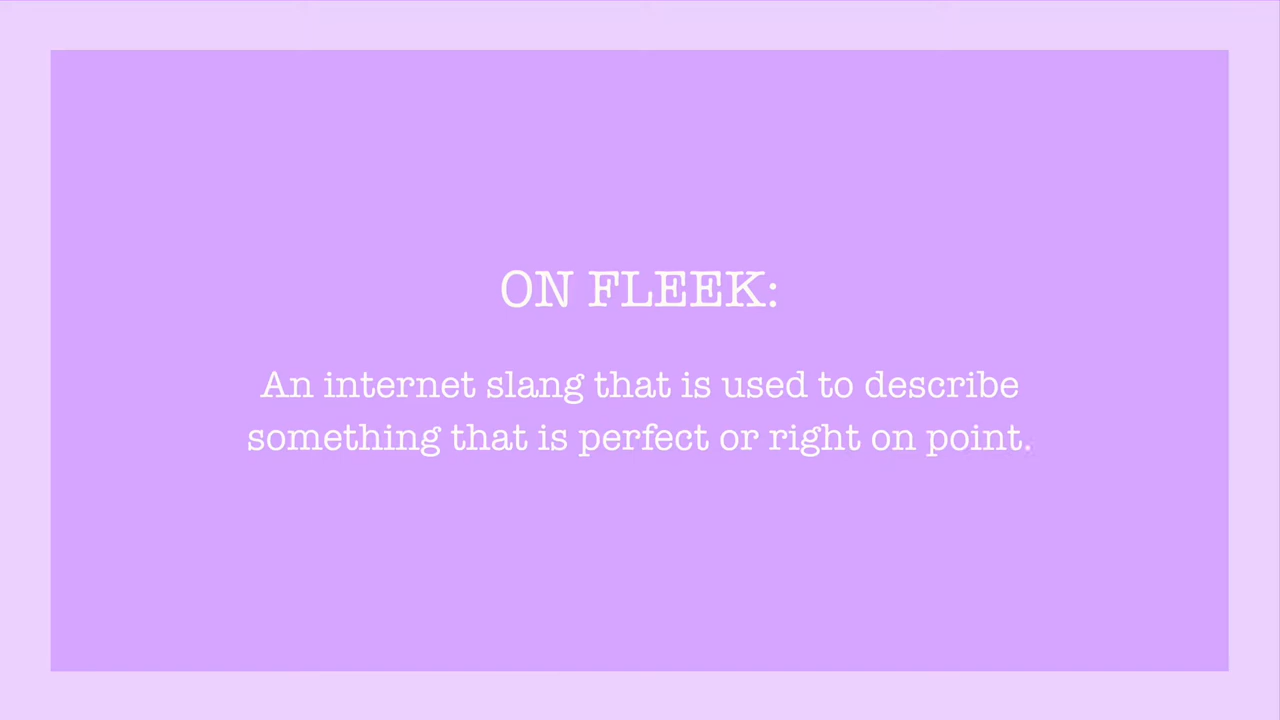 ON FLEEK:
An internet slang that is used to describe
something that is perfect or right on point.